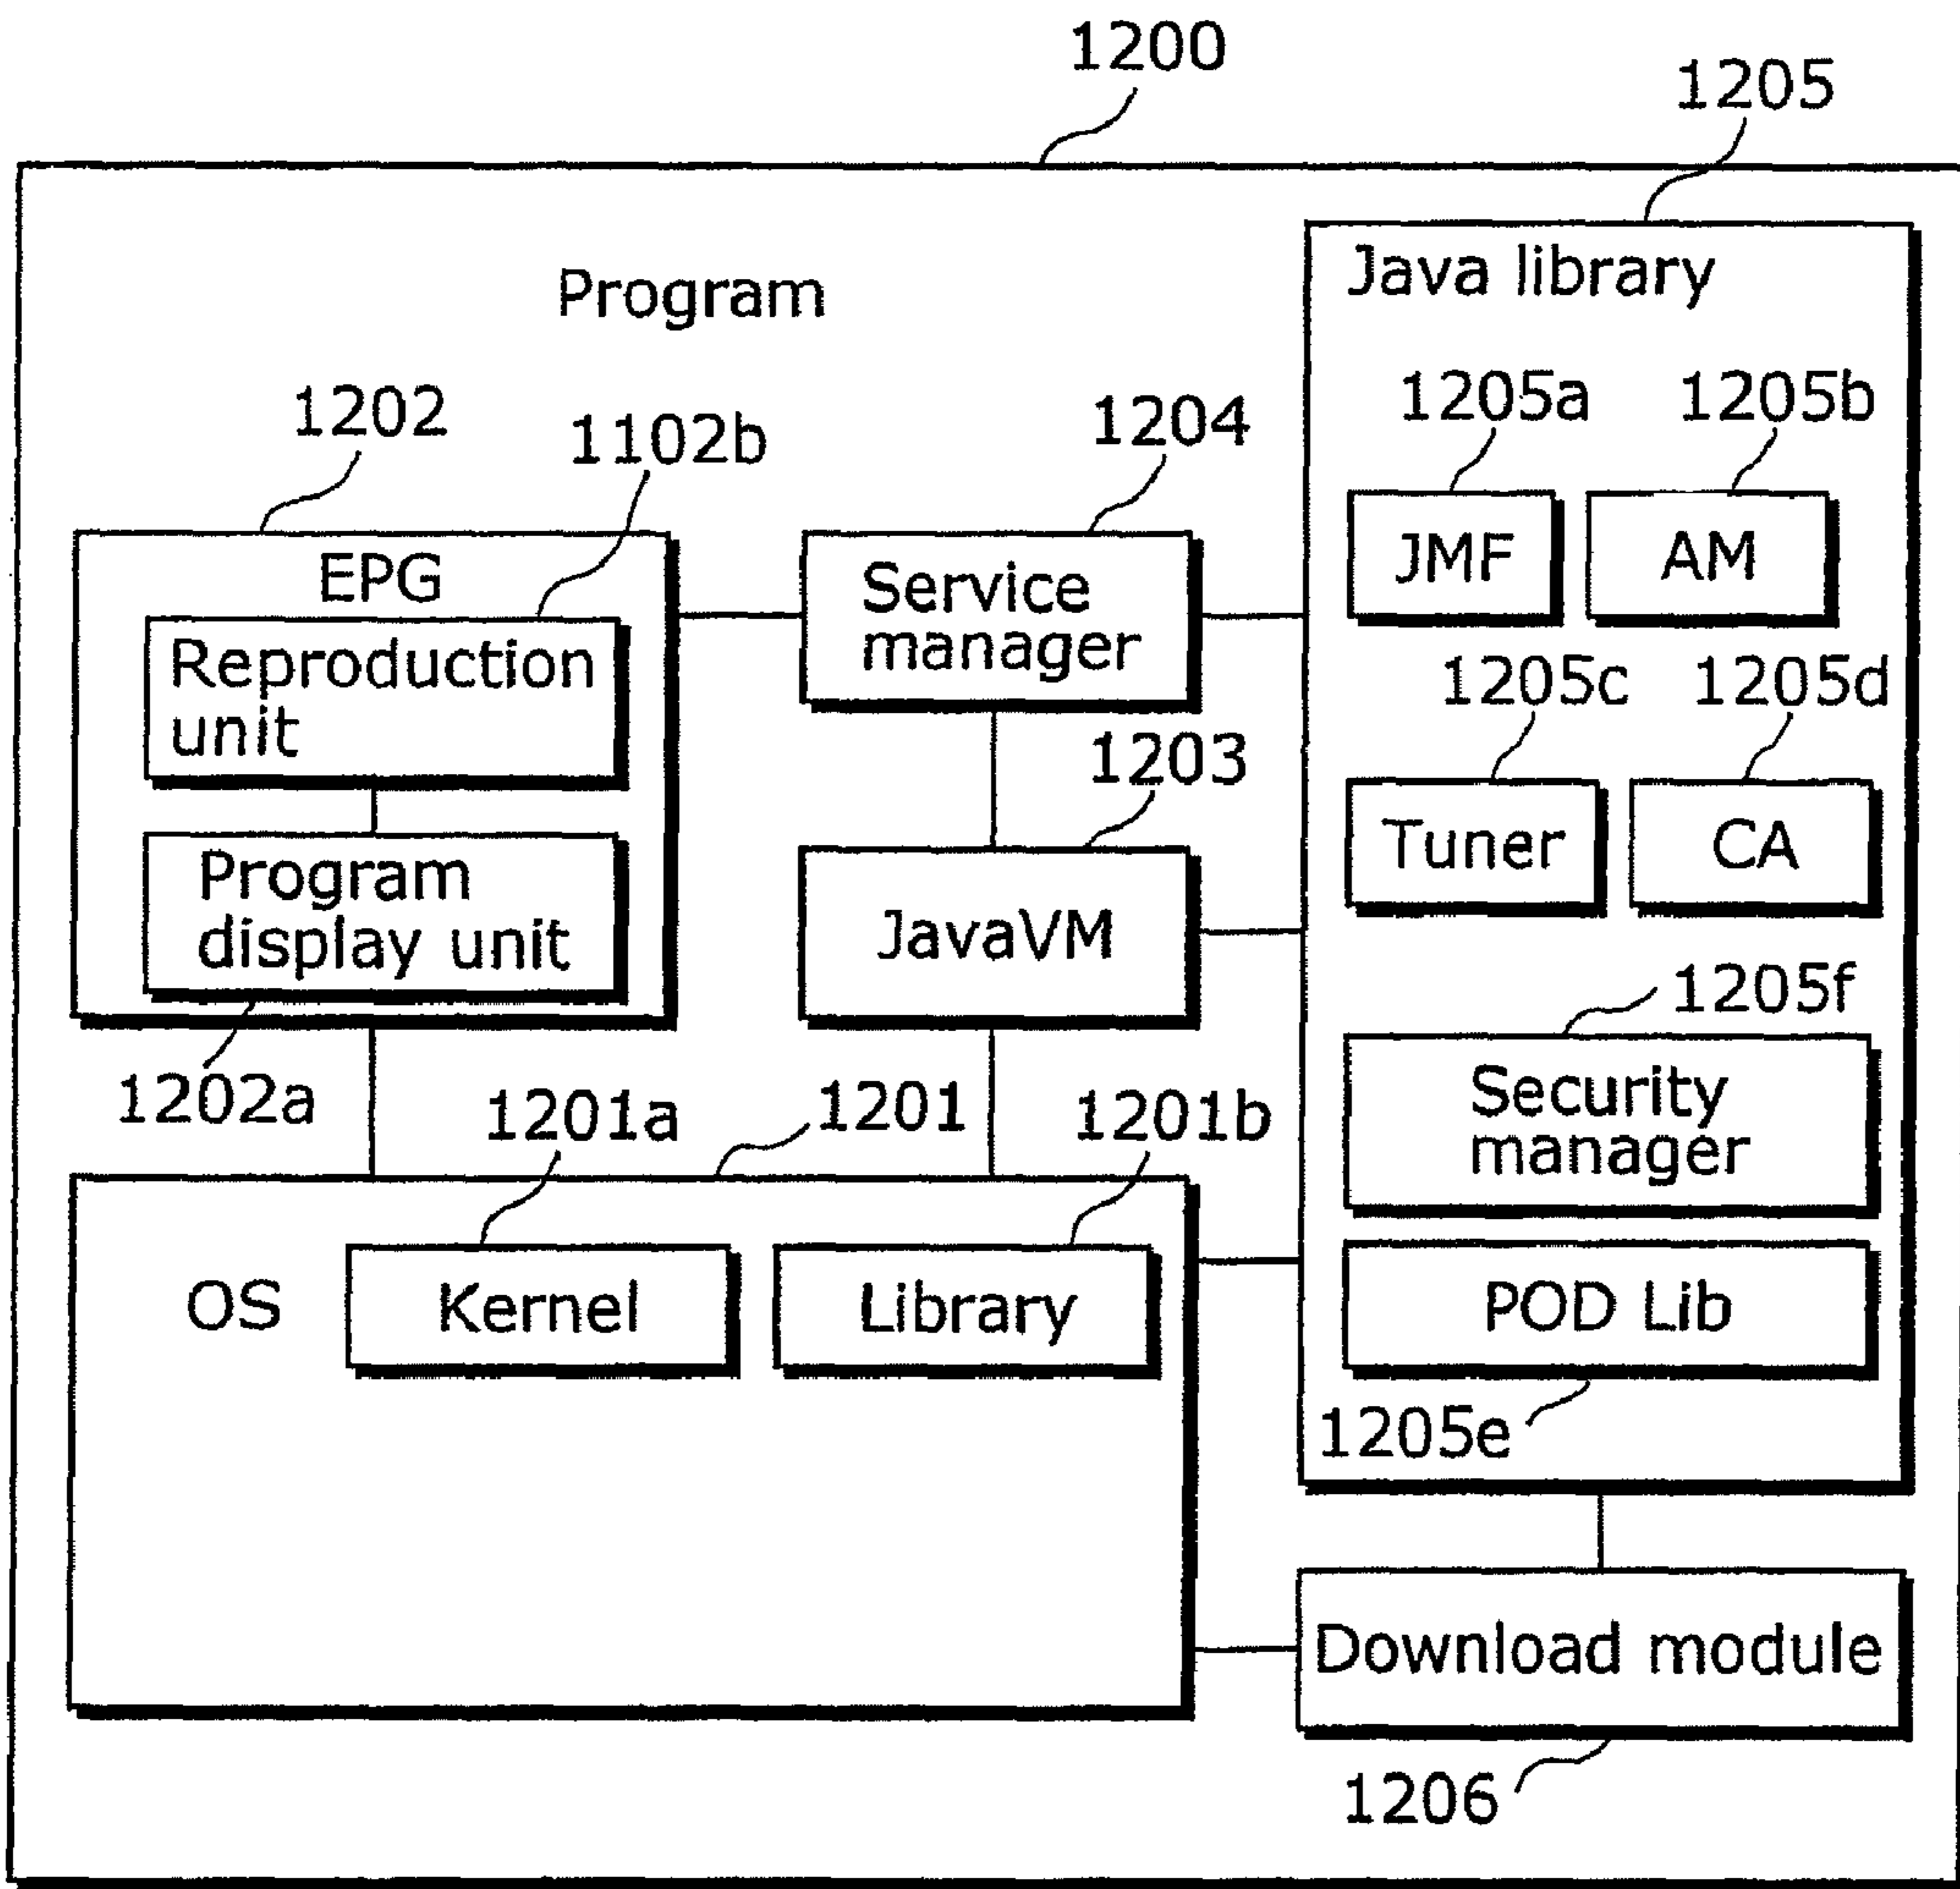 1200
1205
Program
Java library
1202
1102b
1204
1205a
1205b
EPG
Reproduction
unit
Service
manager
JMF
AM
1205c
1205d
1203
Program
display unit
JavaVM
Tuner
CA
1205f
1202a
1201a
1201
1201b
Security
manager
OS
Kernel
Library
POD Lib
1205e
Download module
1206